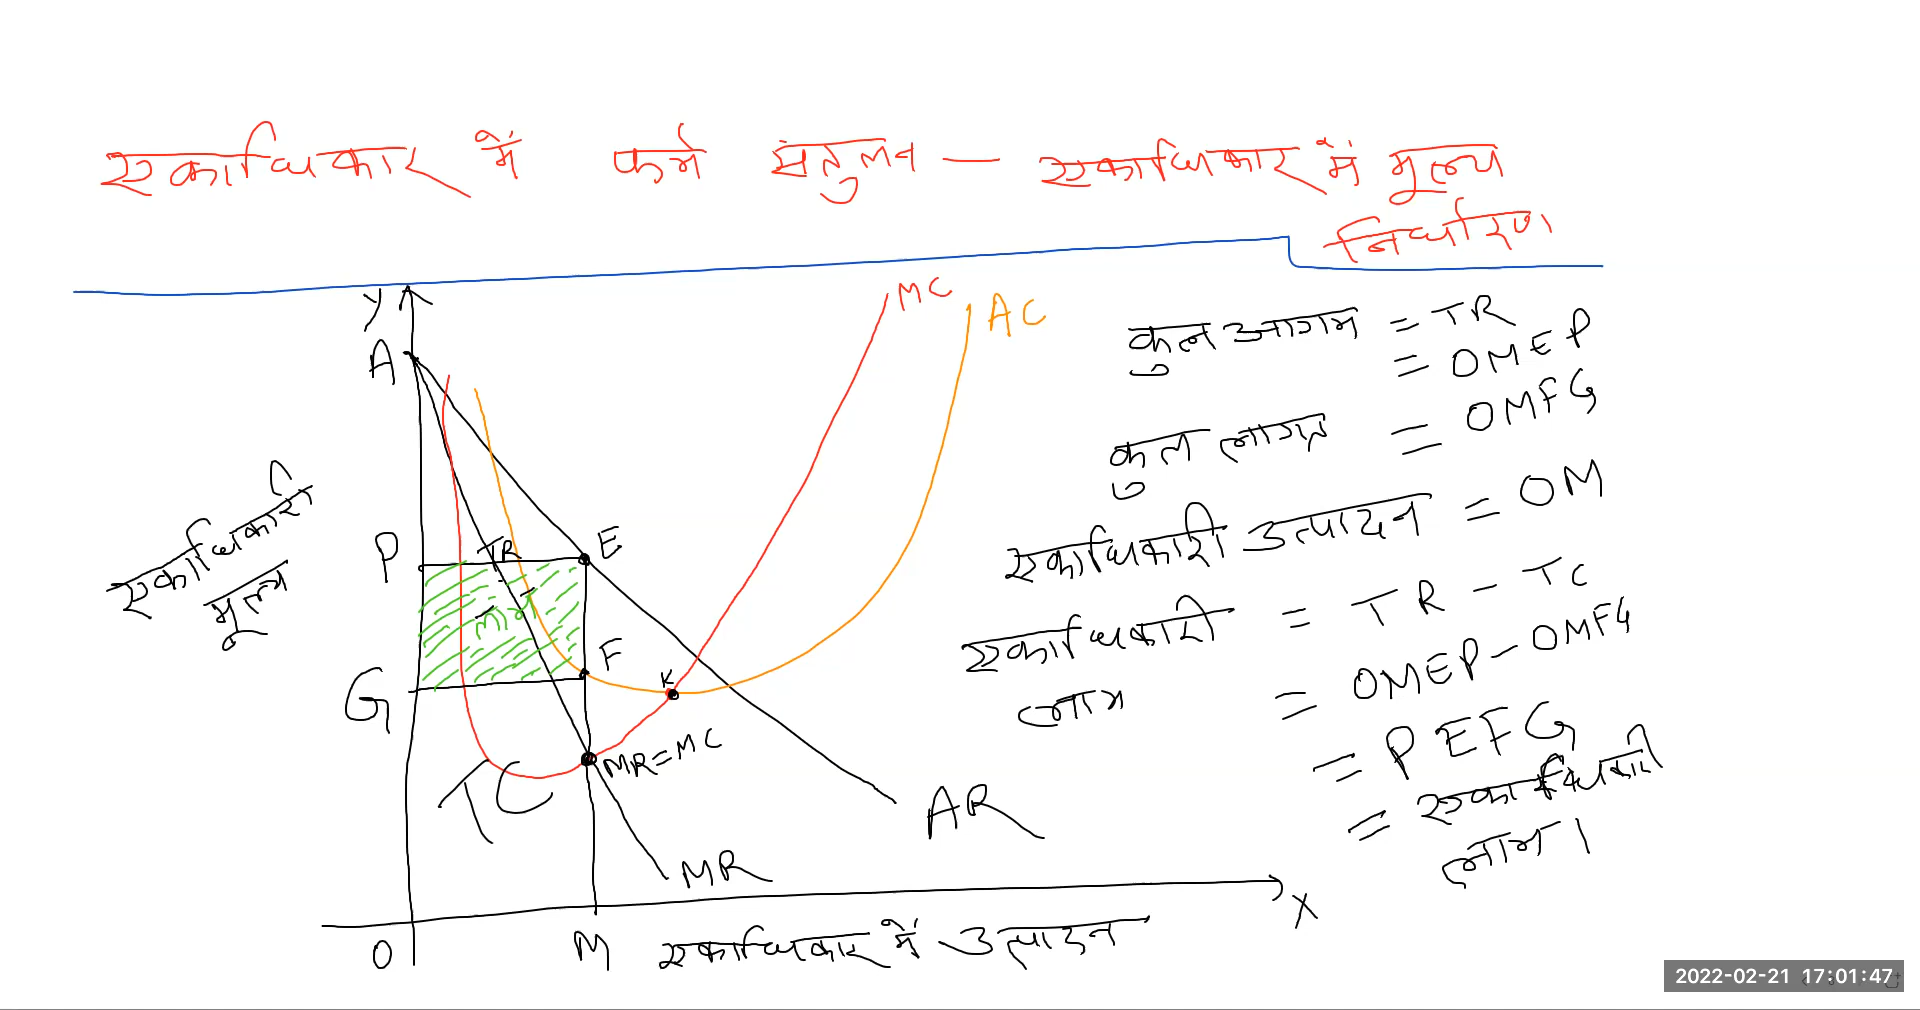 एकाधिकार में फर्म संतुलन — एकाधिकार में मूल्य
निर्धारण
Y
A
MC
AC
कुल आगम = TR
= OMEP
कुल लागत = OMFG
एकाधिकारी उत्पादन = OM
एकाधिकारी
लाभ
= TR - TC
= OMEP - OMFG
= PEFG
= एकाधिकारी
लाभ।
एकाधिकारी
मूल्य
P
TR
E
लाभ
G
F
K
TC
MR=MC
AR
MR
X
O
M
एकाधिकार में उत्पादन
2022-02-21 17:01:47